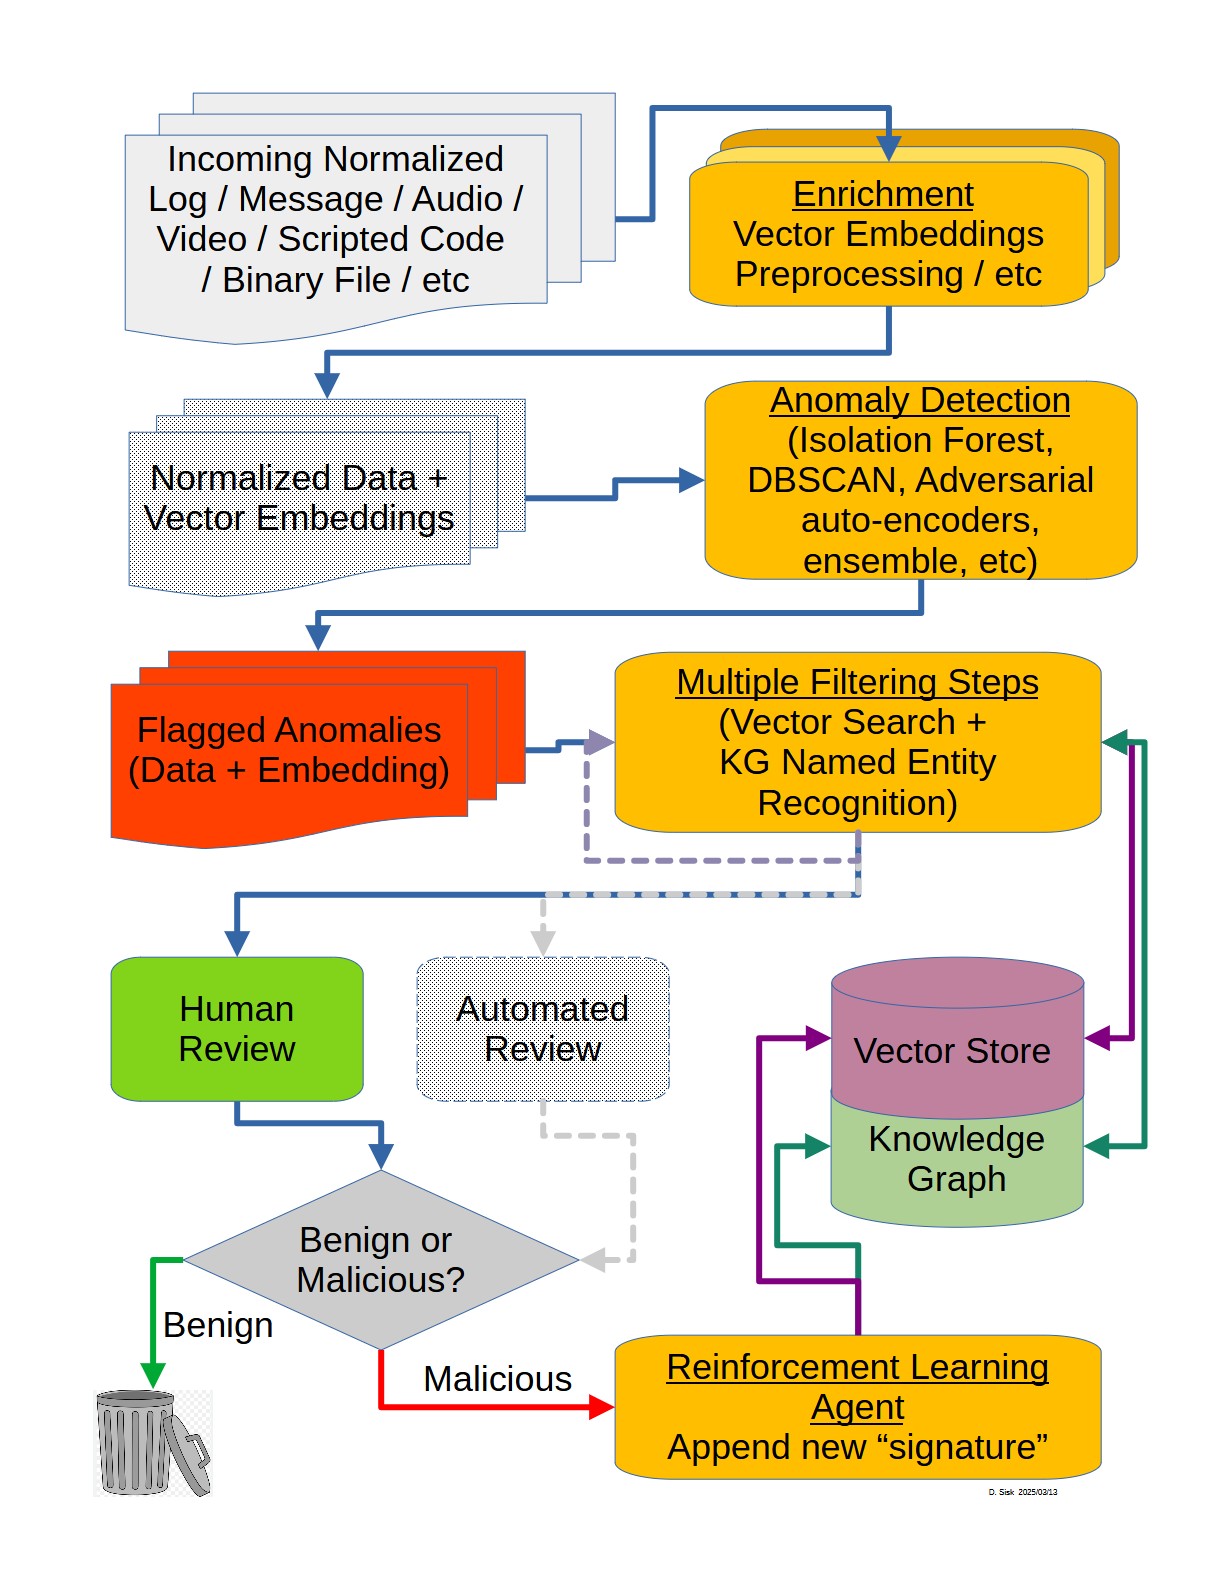 Incoming Normalized
Log / Message / Audio /
Video / Scripted Code
/ Binary File / etc
Enrichment
Vector Embeddings
Preprocessing / etc
Normalized Data +
Vector Embeddings
Anomaly Detection
(Isolation Forest,
DBSCAN, Adversarial
auto-encoders,
ensemble, etc)
Flagged Anomalies
(Data + Embedding)
Multiple Filtering Steps
(Vector Search +
KG Named Entity
Recognition)
Human
Review
Automated
Review
Vector Store
Knowledge
Graph
Benign or
Malicious?
Benign
Malicious
Reinforcement Learning
Agent
Append new “signature”
D. Sisk 2025/03/13